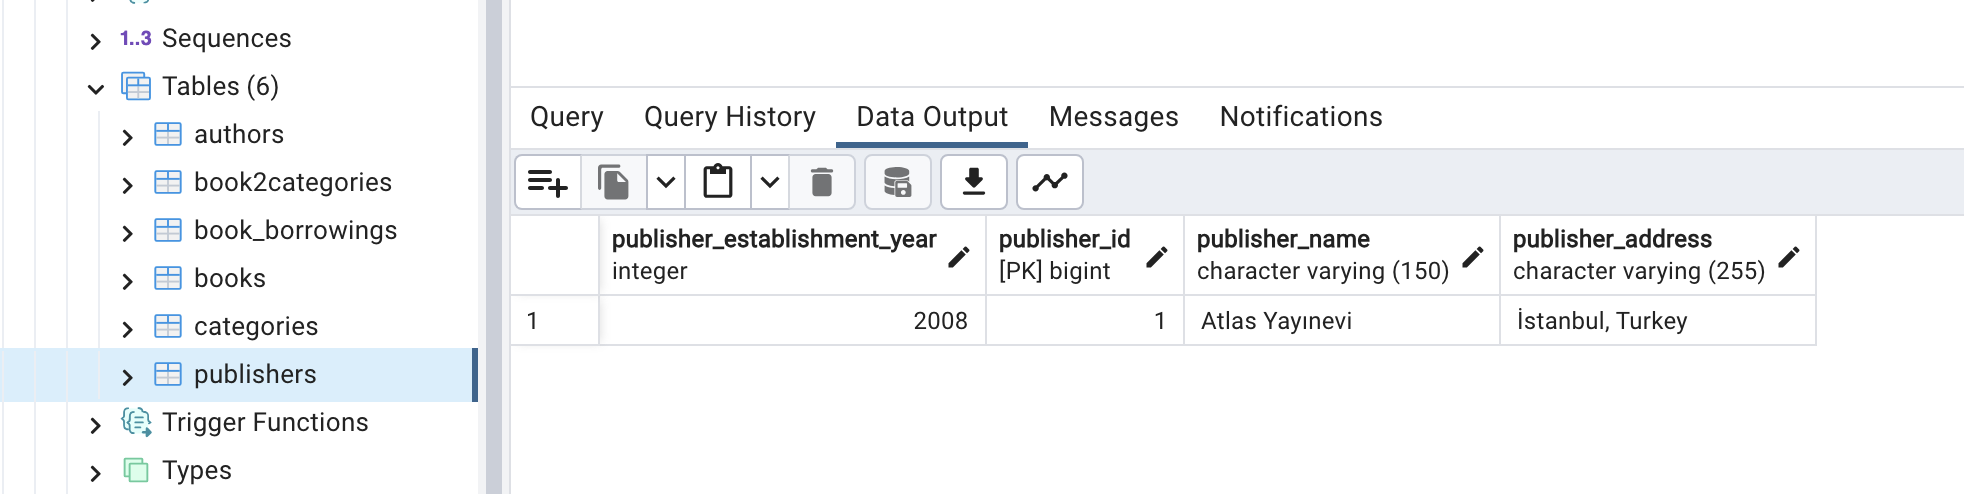 1..3 Sequences
Tables (6)
authors
book2categories
book_borrowings
books
categories
publishers
Trigger Functions
Types
Query Query History Data Output Messages Notifications
publisher_establishment_year publisher_id publisher_name publisher_address
integer [PK] bigint character varying (150) character varying (255)
1 2008 1 Atlas Yayınevi İstanbul, Turkey